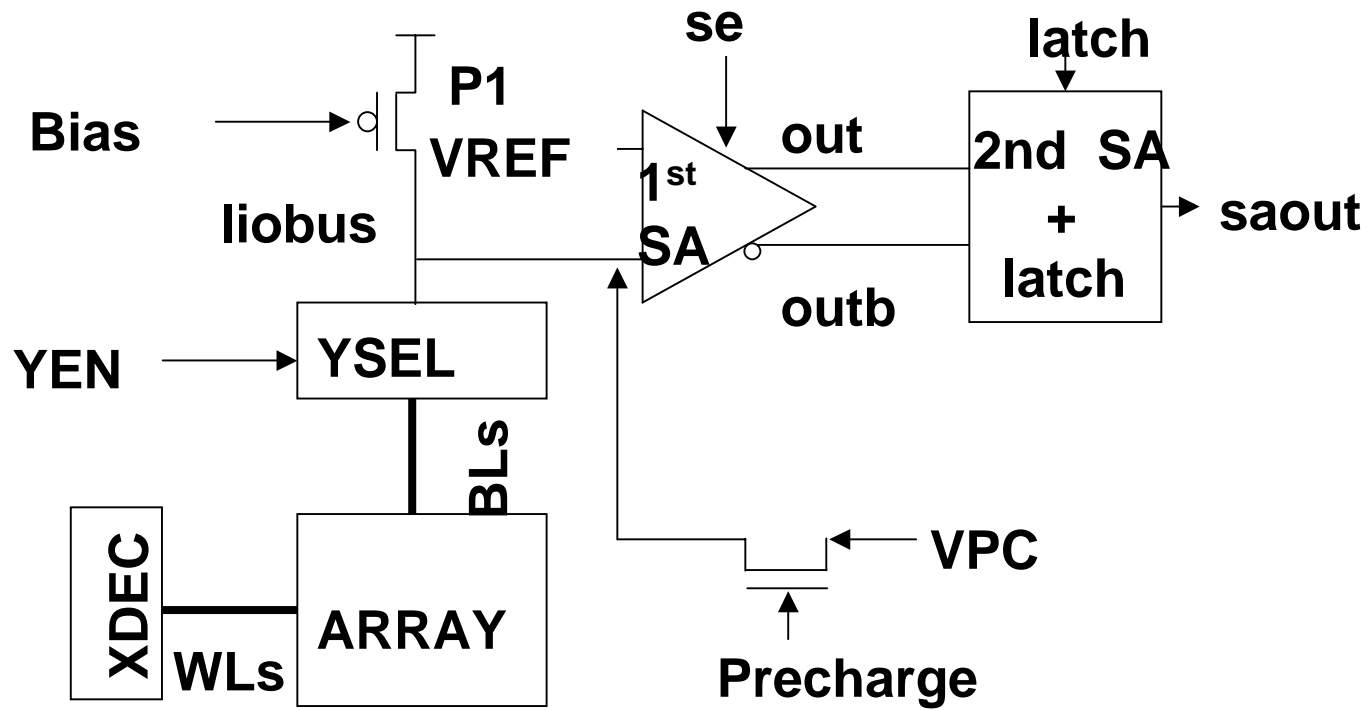 se
latch
P1
Bias
VREF
out
2nd SA
1st
liobus
+
saout
SA
latch
outb
YEN
YSEL
BLs
XDEC
VPC
ARRAY
WLs
Precharge